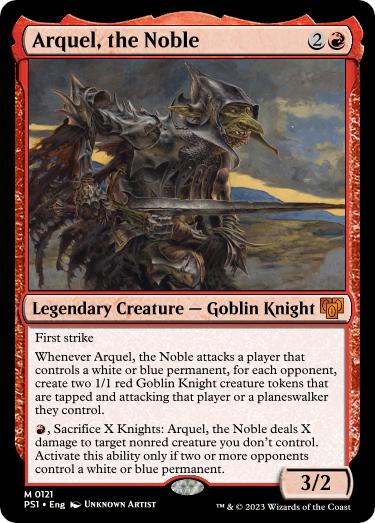 Arquel, the Noble 2
Legendary Creature — Goblin Knight
First strike
Whenever Arquel, the Noble attacks a player that
controls a white or blue permanent, for each opponent,
create two 1/1 red Goblin Knight creature tokens that
are tapped and attacking that player or a planeswalker
they control.
, Sacrifice X Knights: Arquel, the Noble deals X
damage to target nonred creature you don't control.
Activate this ability only if two or more opponents
control a white or blue permanent.
3/2
M 0121
PS1 • Eng Unknown Artist
™ & © 2023 Wizards of the Coast